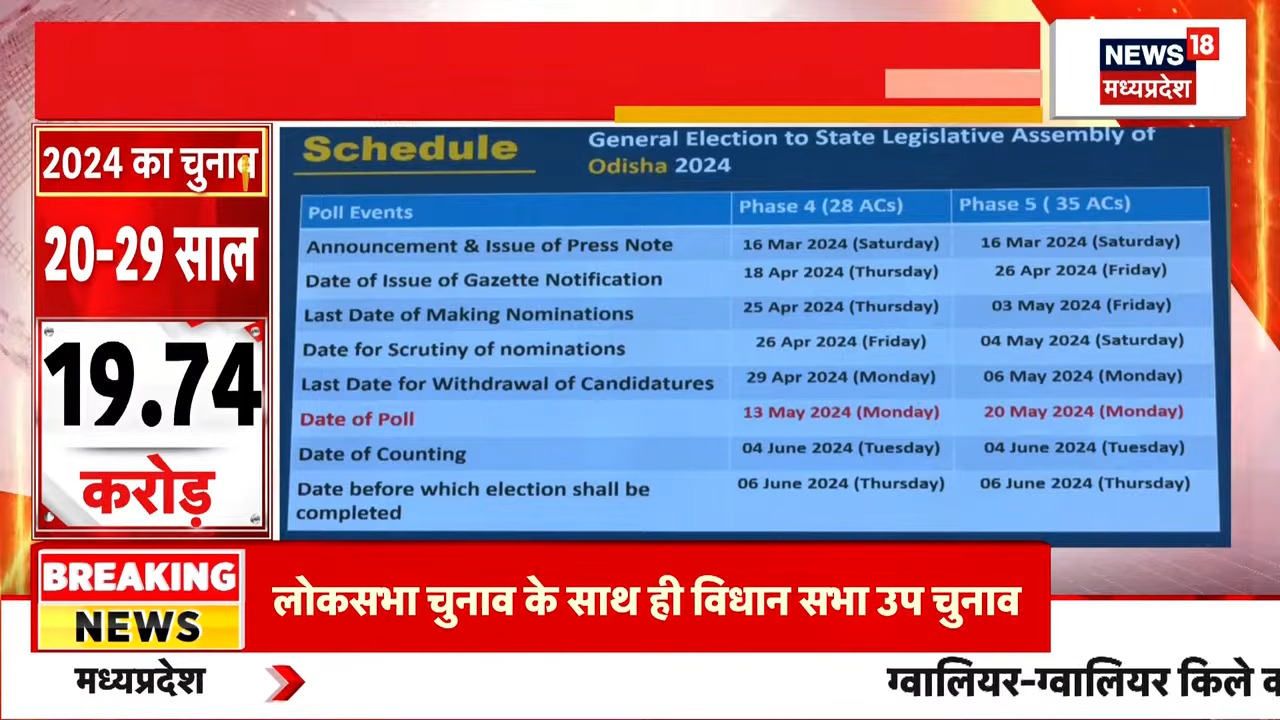 NEWS 18
मध्यप्रदेश
2024 का चुनाव
20-29 साल
19.74
करोड़
Schedule
General Election to State Legislative Assembly of
Odisha 2024
Poll Events Phase 4 (28 ACs) Phase 5 ( 35 ACs)
Announcement & Issue of Press Note 16 Mar 2024 (Saturday) 16 Mar 2024 (Saturday)
Date of Issue of Gazette Notification 18 Apr 2024 (Thursday) 26 Apr 2024 (Friday)
Last Date of Making Nominations 25 Apr 2024 (Thursday) 03 May 2024 (Friday)
Date for Scrutiny of nominations 26 Apr 2024 (Friday) 04 May 2024 (Saturday)
Last Date for Withdrawal of Candidatures 29 Apr 2024 (Monday) 06 May 2024 (Monday)
Date of Poll 13 May 2024 (Monday) 20 May 2024 (Monday)
Date of Counting 04 June 2024 (Tuesday) 04 June 2024 (Tuesday)
Date before which election shall be
completed 06 June 2024 (Thursday) 06 June 2024 (Thursday)
BREAKING
NEWS
लोकसभा चुनाव के साथ ही विधान सभा उप चुनाव
मध्यप्रदेश
ग्वालियर-ग्वालियर किले